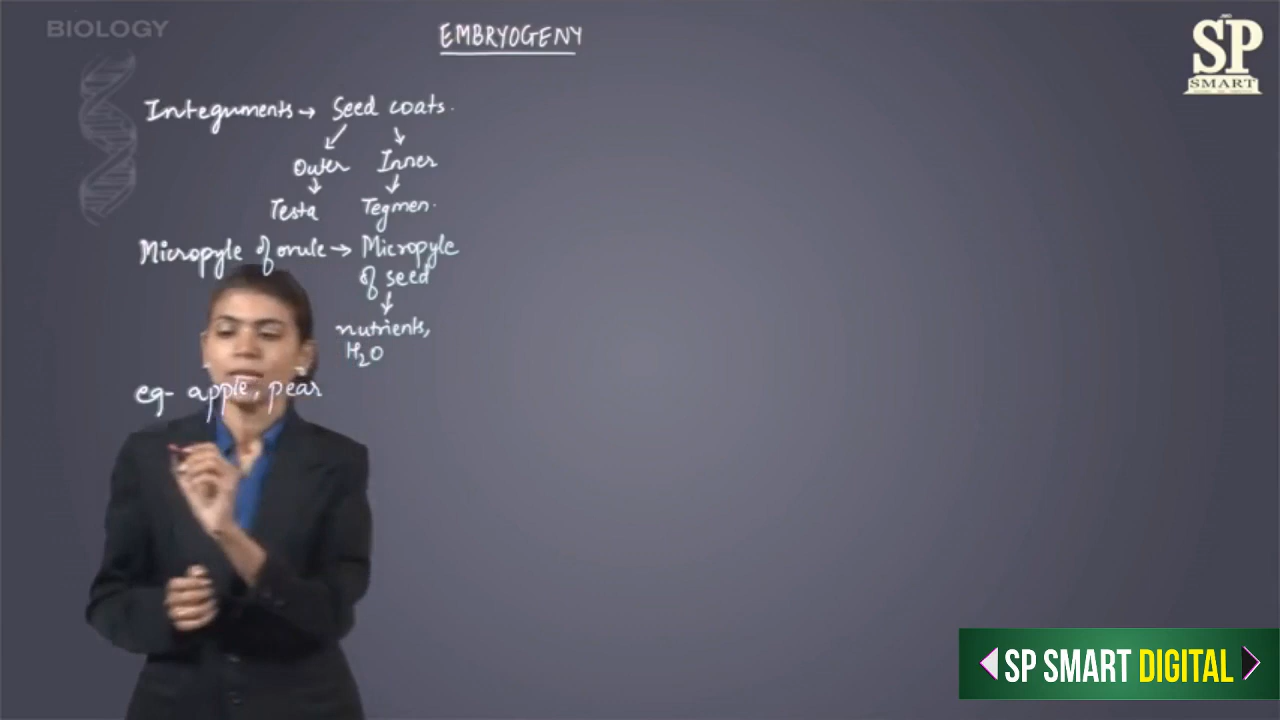 BIOLOGY
EMBRYOGENY
SP
SMART
Integuments → Seed coats.
Outer Inner
Testa Tegmen.
Micropyle of ovule → Micropyle
of seed
nutrients,
H₂O
eg- apple, pear
SP SMART DIGITAL